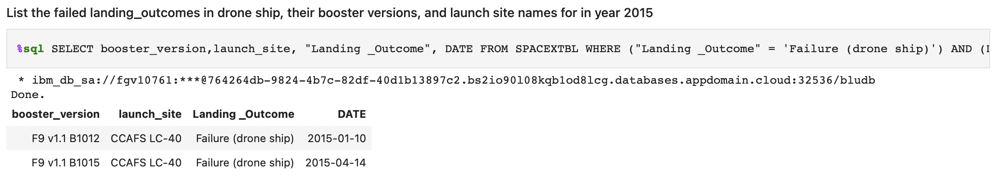 List the failed landing_outcomes in drone ship, their booster versions, and launch site names for in year 2015
%sql SELECT booster_version,launch_site, "Landing _Outcome", DATE FROM SPACEXTBL WHERE ("Landing _Outcome" = 'Failure (drone ship)') AND (
* ibm_db_sa://fgv10761:***@764264db-9824-4b7c-82df-40d1b13897c2.bs2io90l08kqb1od8lcg.databases.appdomain.cloud:32536/bludb
Done.
booster_version launch_site Landing _Outcome DATE
F9 v1.1 B1012 CCAFS LC-40 Failure (drone ship) 2015-01-10
F9 v1.1 B1015 CCAFS LC-40 Failure (drone ship) 2015-04-14